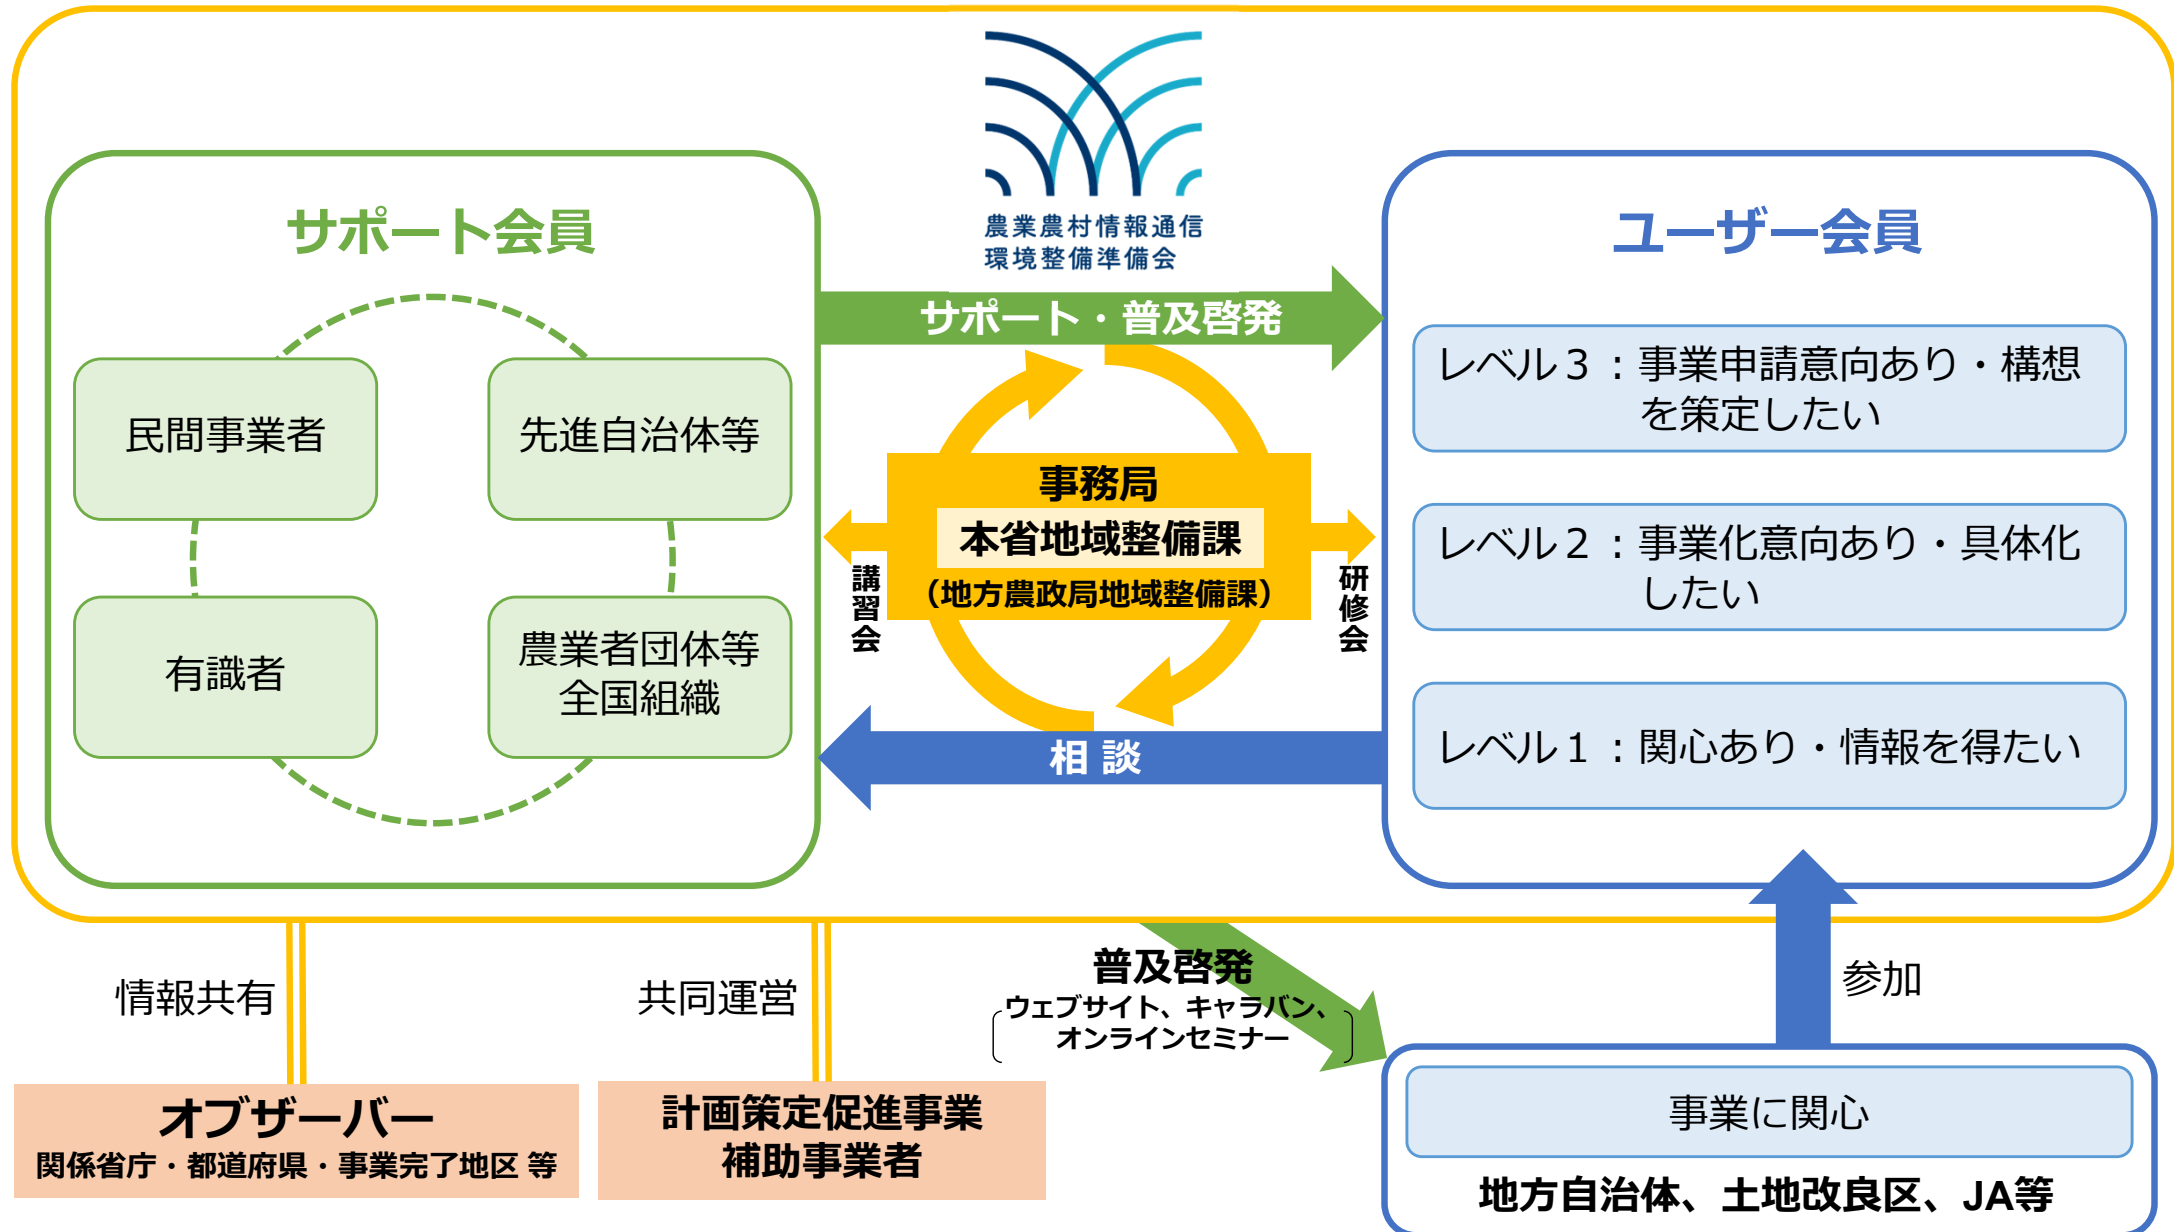 農業農村情報通信
環境整備準備会
サポート会員
民間事業者
先進自治体等
有識者
農業者団体等
全国組織
サポート・普及啓発
事務局
本省地域整備課
（地方農政局地域整備課）
講習会
研修会
相 談
ユーザー会員
レベル３：事業申請意向あり・構想
を策定したい
レベル２：事業化意向あり・具体化
したい
レベル１：関心あり・情報を得たい
情報共有
共同運営
普及啓発
ウェブサイト、キャラバン、
オンラインセミナー
参加
オブザーバー
関係省庁・都道府県・事業完了地区 等
計画策定促進事業
補助事業者
事業に関心
地方自治体、土地改良区、JA等